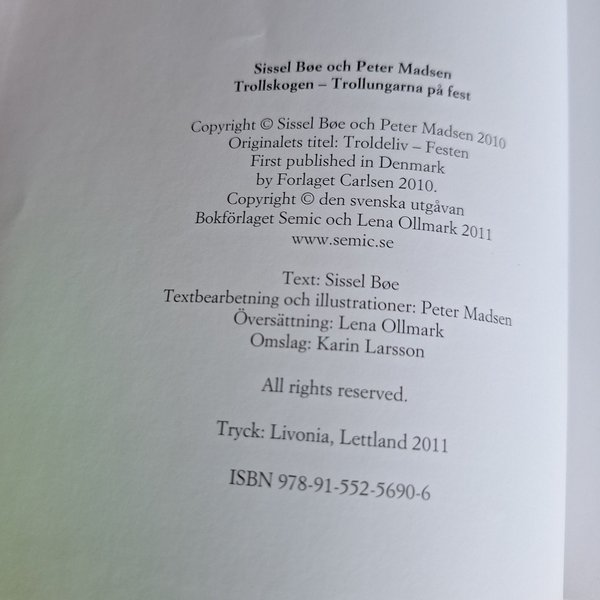 Sissel Bøe och Peter Madsen
Trollskogen – Trollungarna på fest
Copyright © Sissel Bøe och Peter Madsen 2010
Originalets titel: Troldeliv – Festen
First published in Denmark
by Forlaget Carlsen 2010.
Copyright © den svenska utgåvan
Bokförlaget Semic och Lena Ollmark 2011
www.semic.se
Text: Sissel Bøe
Textbearbetning och illustrationer: Peter Madsen
Översättning: Lena Ollmark
Omslag: Karin Larsson
All rights reserved.
Tryck: Livonia, Lettland 2011
ISBN 978-91-552-5690-6